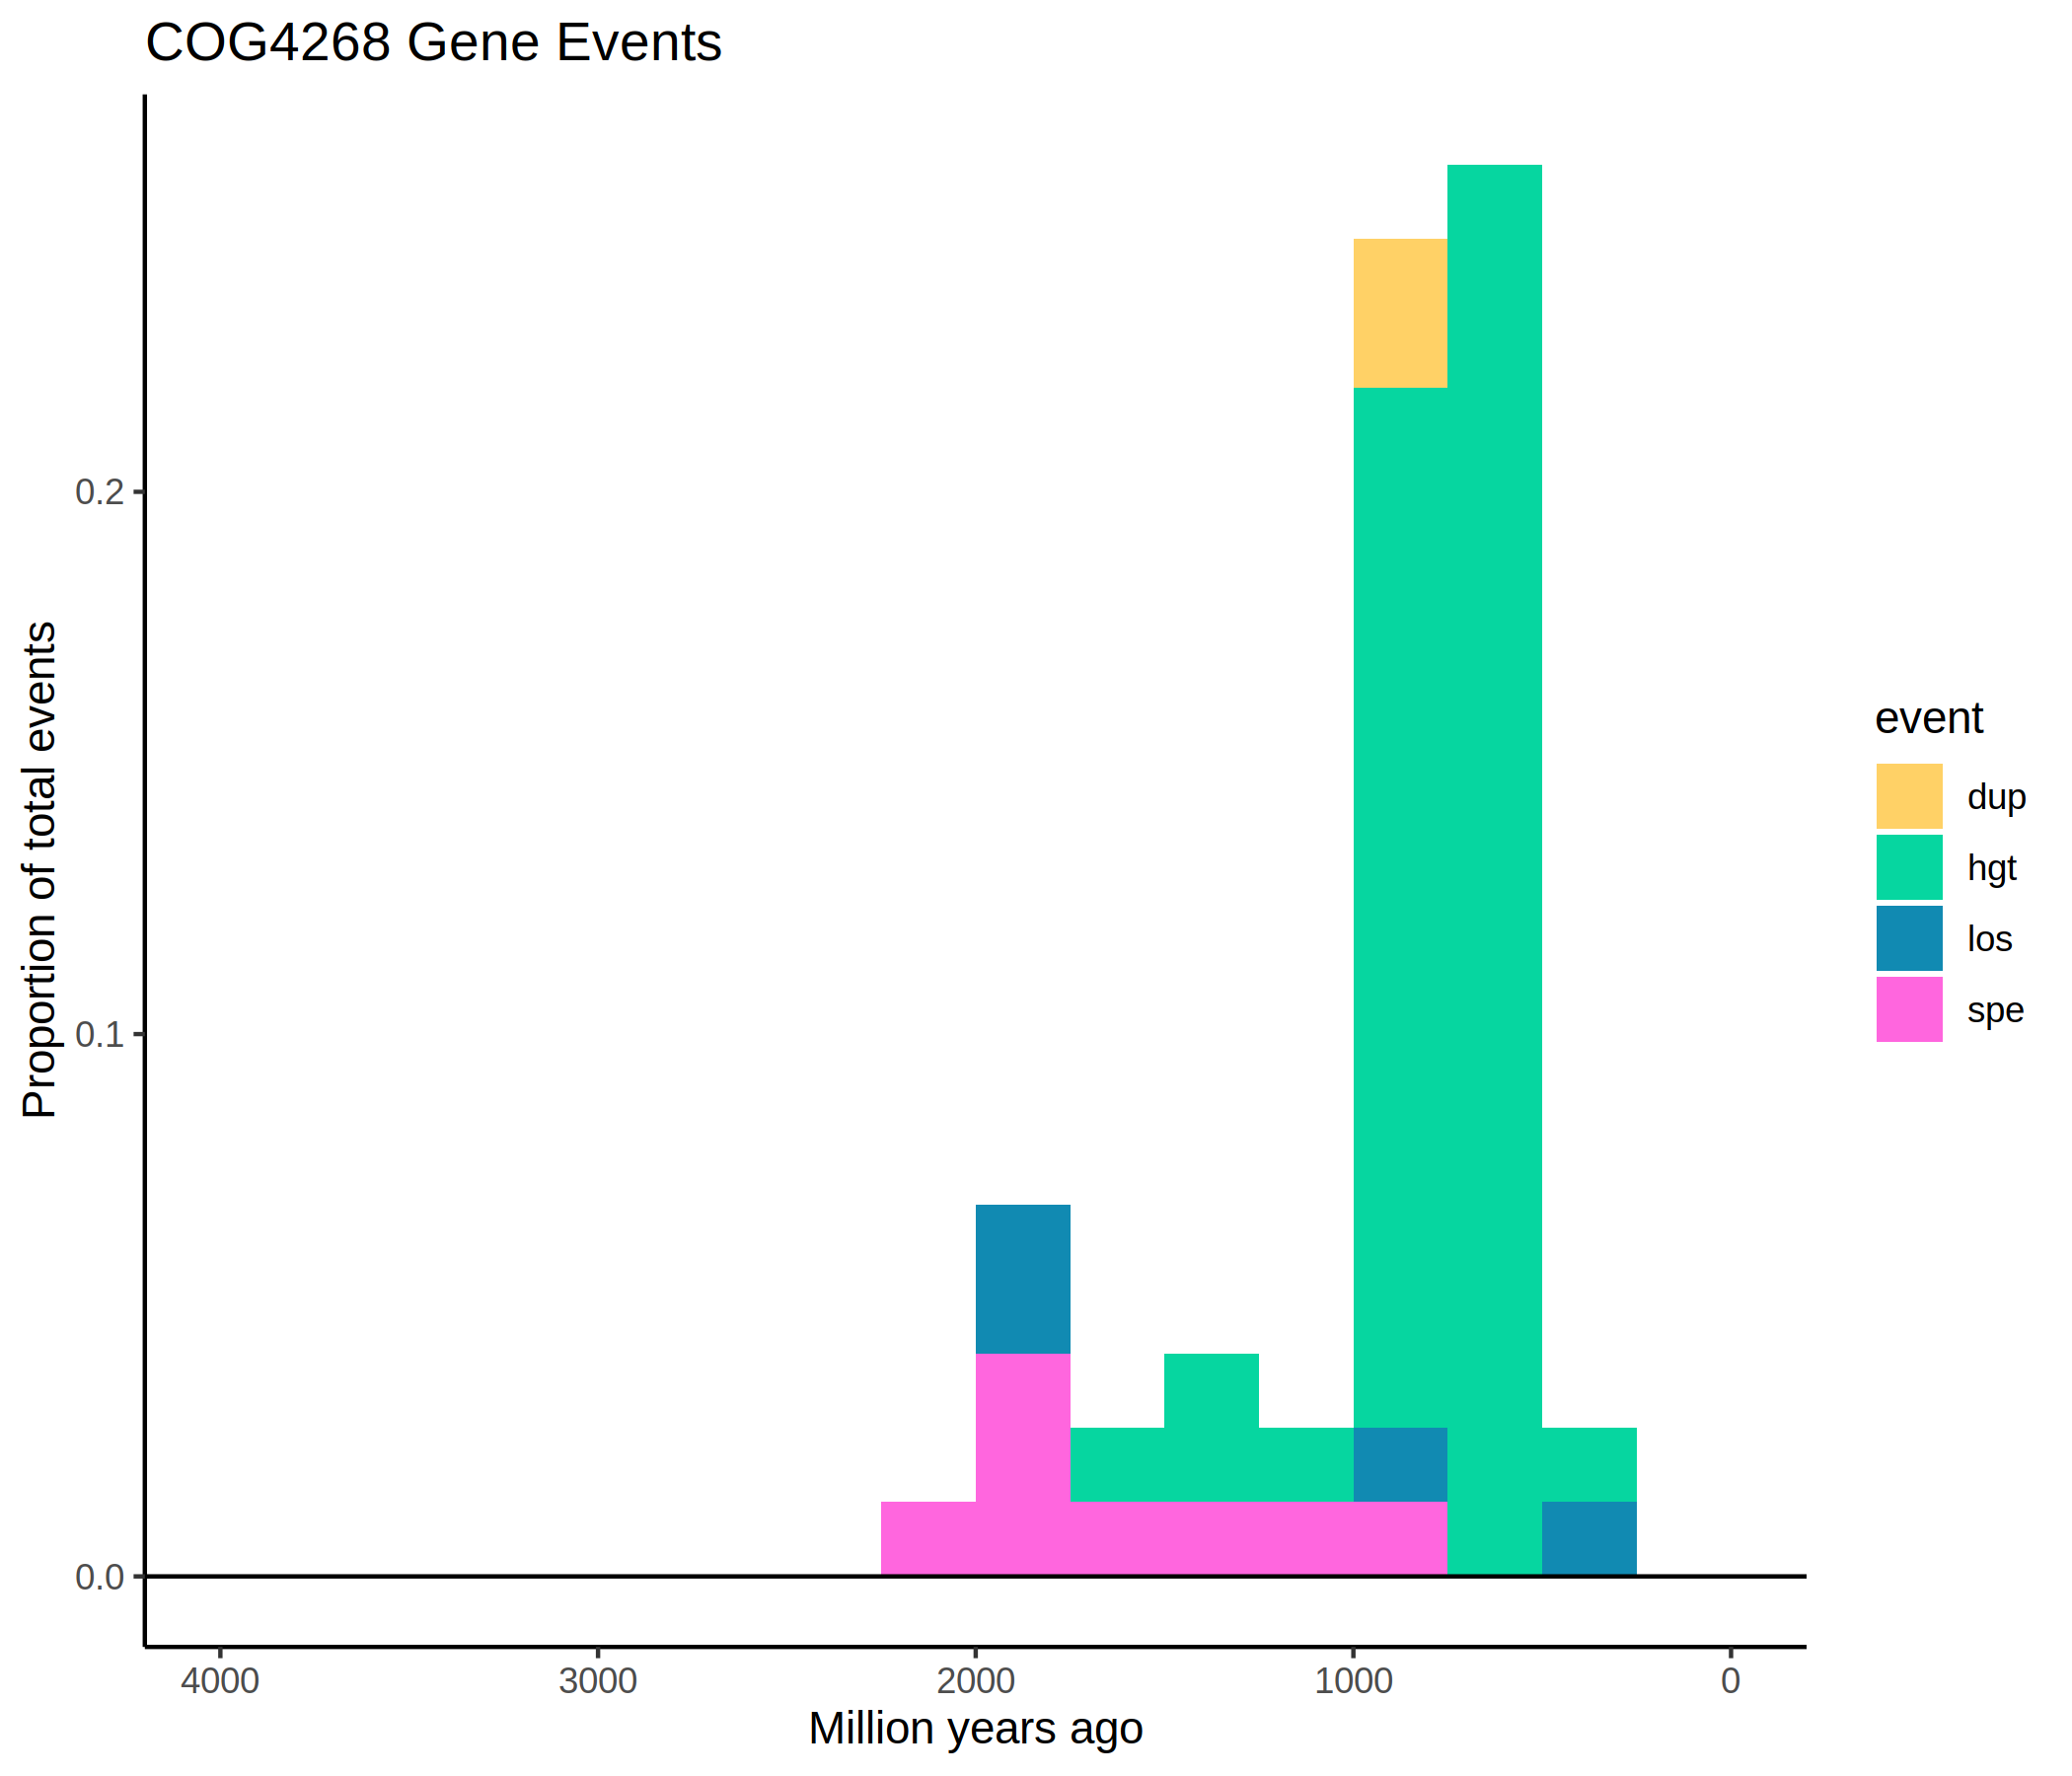 COG4268 Gene Events
Proportion of total events
0.2
0.1
0.0
4000
3000
2000
1000
0
Million years ago
event
dup
hgt
los
spe